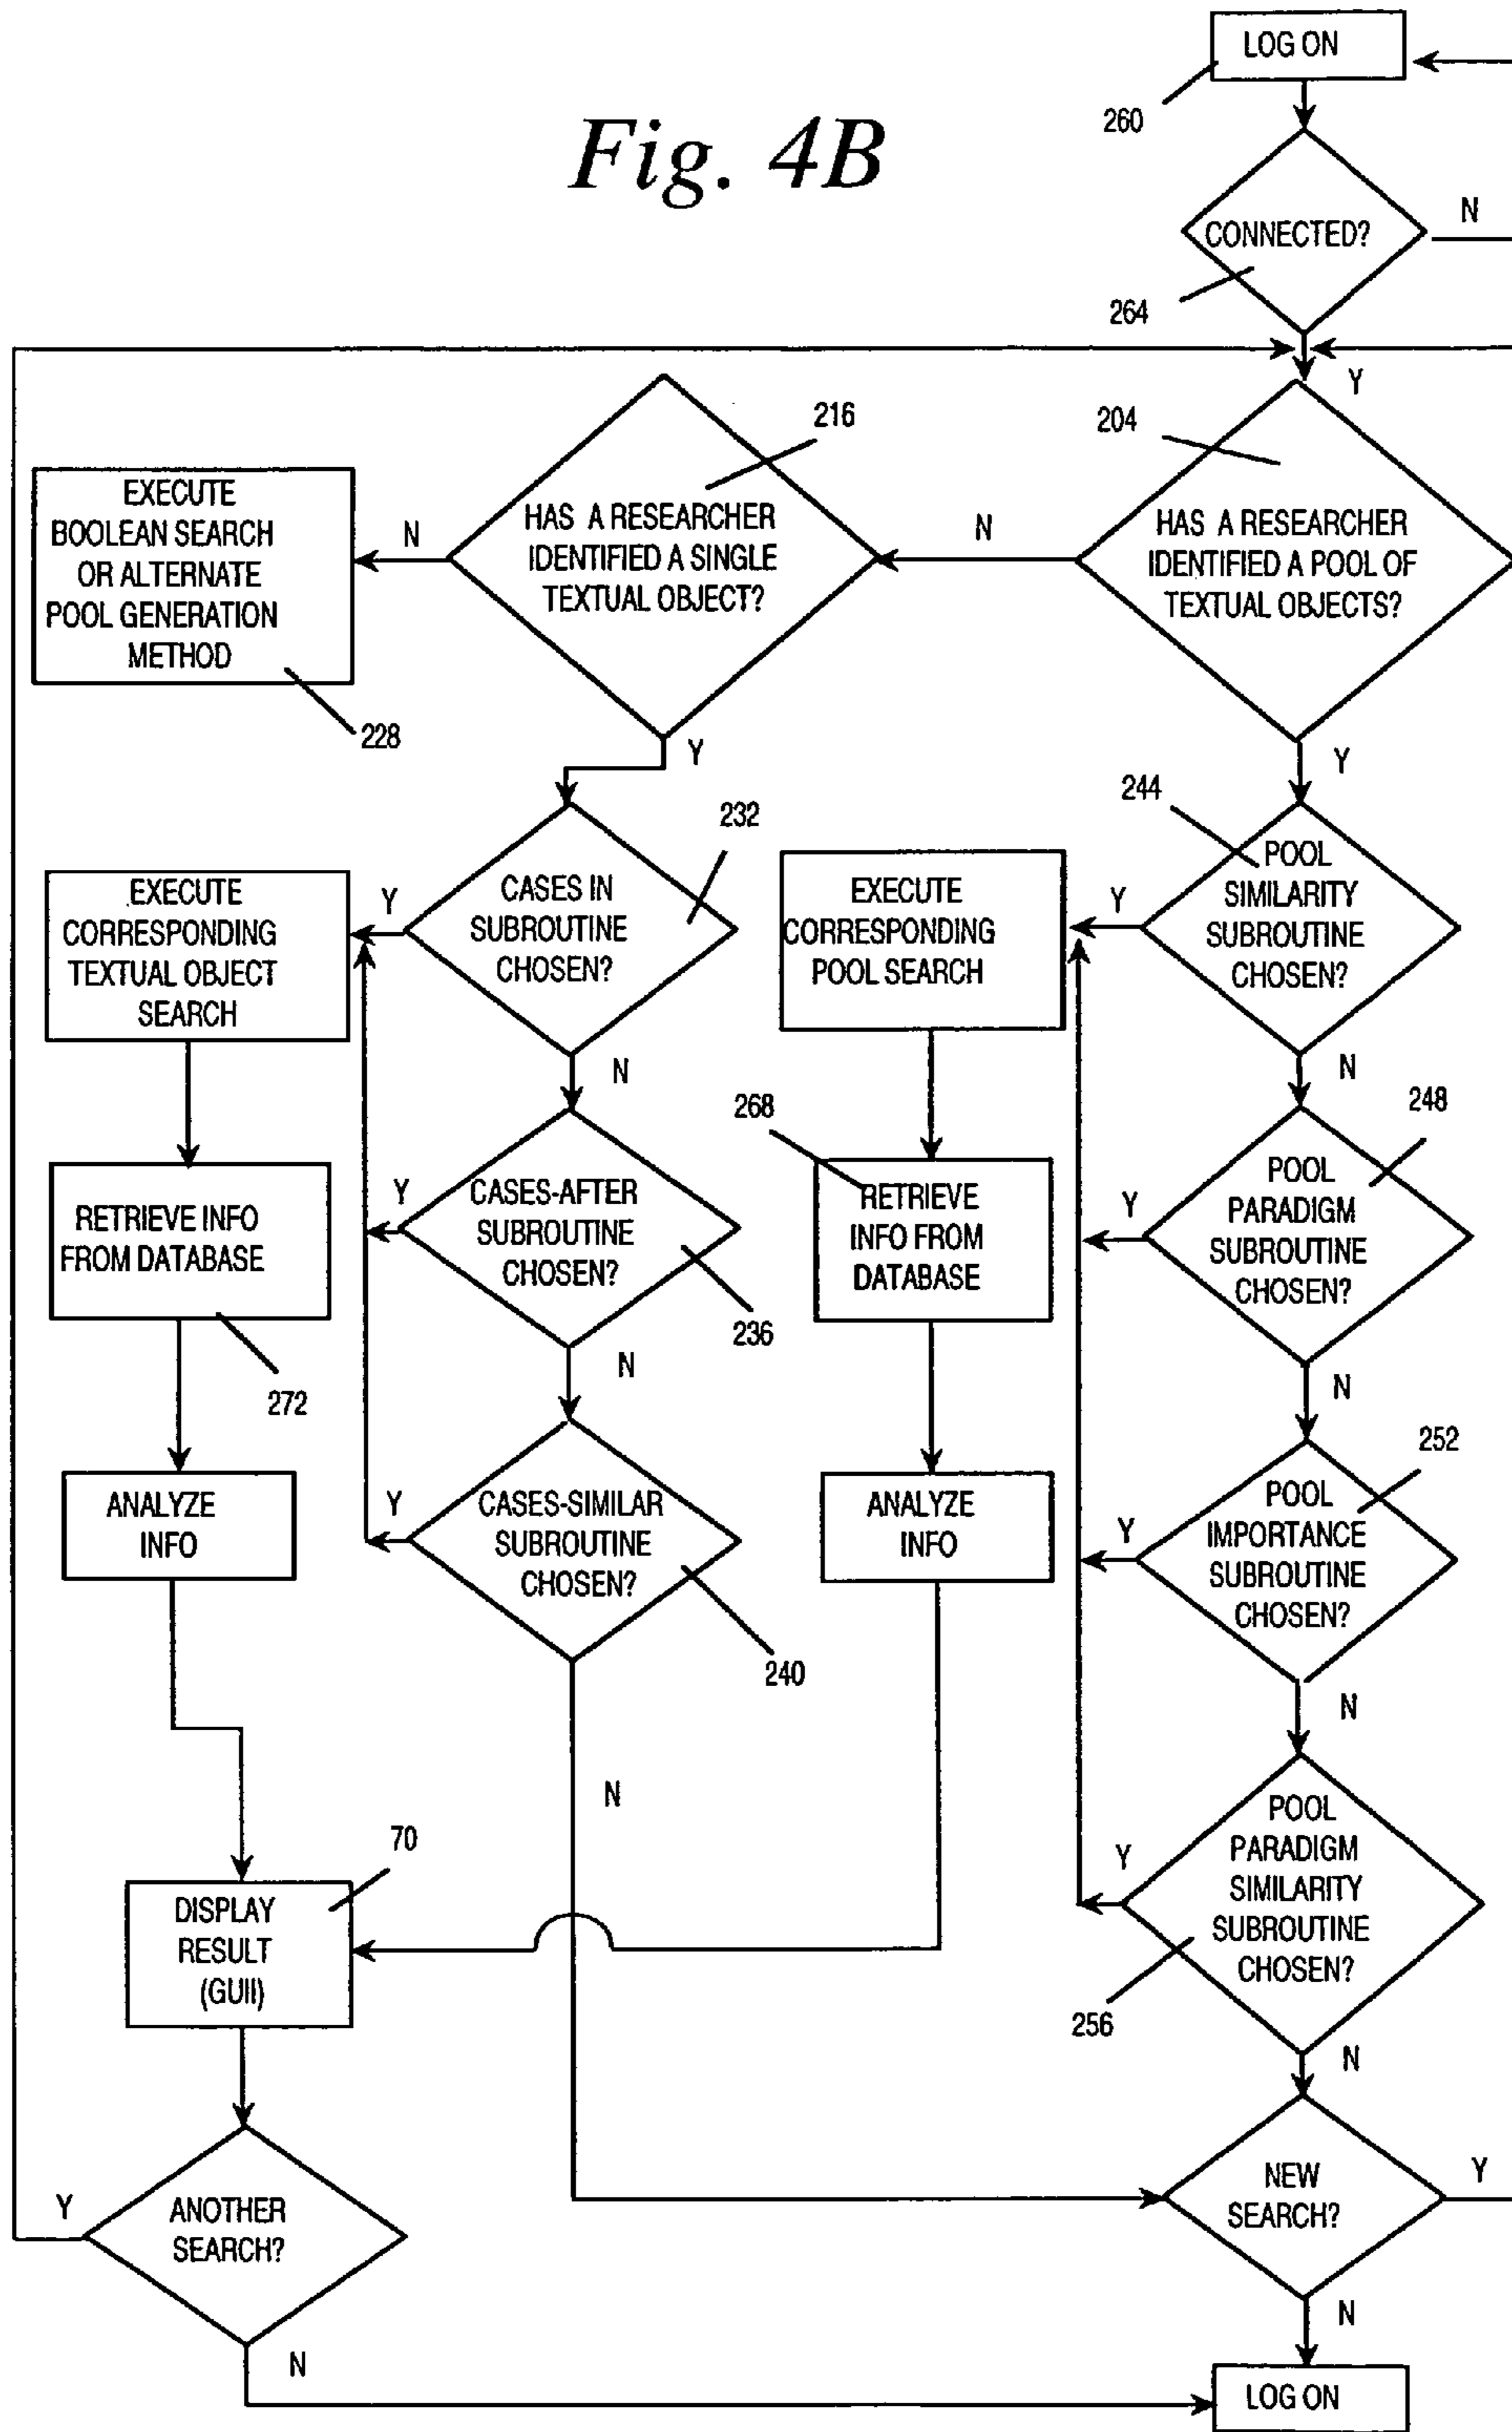 Fig. 4B
LOG ON
260
CONNECTED?
N
264
Y
204
HAS A RESEARCHER
IDENTIFIED A POOL OF
TEXTUAL OBJECTS?
N
216
HAS A RESEARCHER
IDENTIFIED A SINGLE
TEXTUAL OBJECT?
N
EXECUTE
BOOLEAN SEARCH
OR ALTERNATE
POOL GENERATION
METHOD
228
Y
Y
232
CASES IN
SUBROUTINE
CHOSEN?
Y
EXECUTE
CORRESPONDING
TEXTUAL OBJECT
SEARCH
N
CASES-AFTER
SUBROUTINE
CHOSEN?
Y
236
RETRIEVE INFO
FROM DATABASE
272
N
CASES-SIMILAR
SUBROUTINE
CHOSEN?
Y
240
ANALYZE
INFO
N
244
POOL
SIMILARITY
SUBROUTINE
CHOSEN?
Y
EXECUTE
CORRESPONDING
POOL SEARCH
N
248
POOL
PARADIGM
SUBROUTINE
CHOSEN?
Y
268
RETRIEVE
INFO FROM
DATABASE
N
252
POOL
IMPORTANCE
SUBROUTINE
CHOSEN?
Y
ANALYZE
INFO
N
POOL
PARADIGM
SIMILARITY
SUBROUTINE
CHOSEN?
Y
256
N
70
DISPLAY
RESULT
(GUII)
ANOTHER
SEARCH?
Y
N
NEW
SEARCH?
Y
N
LOG ON